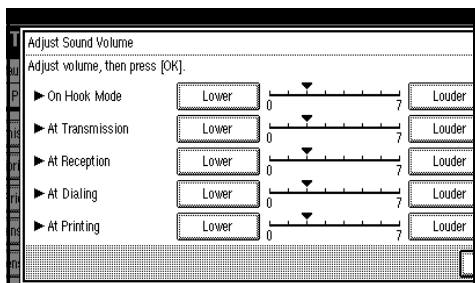 Adjust Sound Volume
Adjust volume, then press [OK].
► On Hook Mode Lower 0 7 Louder
► At Transmission Lower 0 7 Louder
► At Reception Lower 0 7 Louder
► At Dialing Lower 0 7 Louder
► At Printing Lower 0 7 Louder